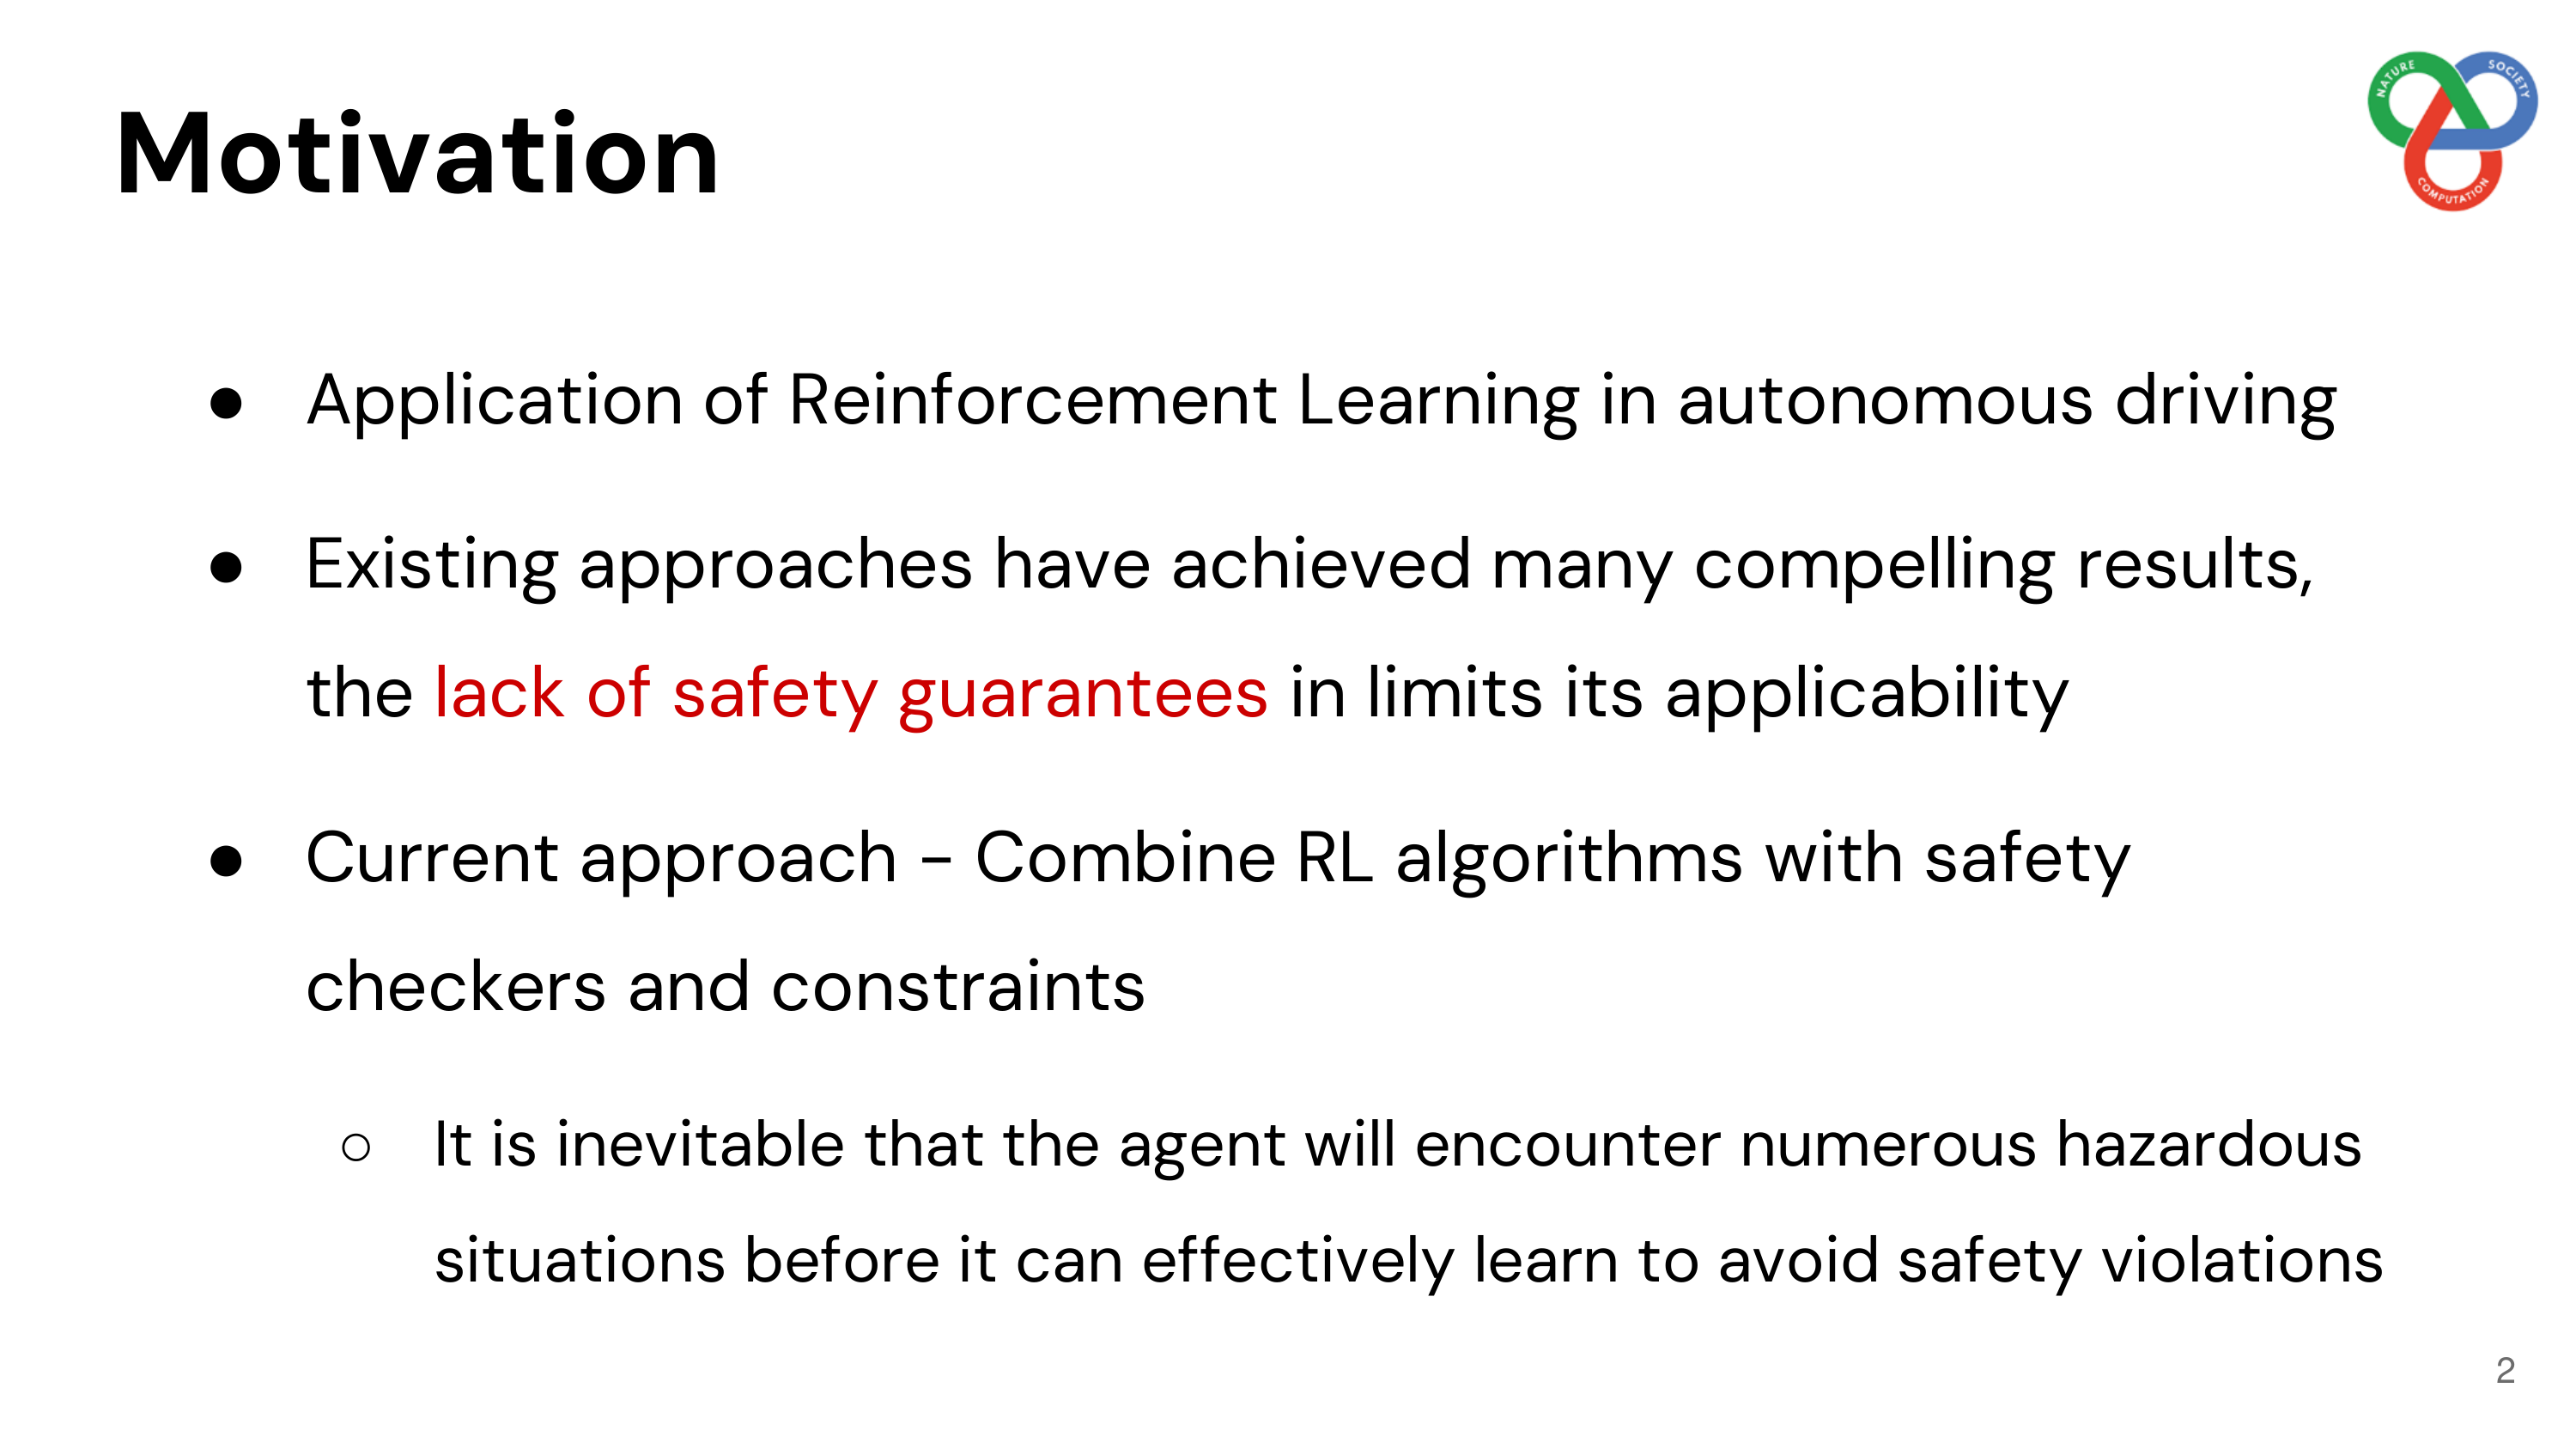 Motivation
NATURE
SOCIETY
COMPUTATION
● Application of Reinforcement Learning in autonomous driving
● Existing approaches have achieved many compelling results,
the lack of safety guarantees in limits its applicability
● Current approach - Combine RL algorithms with safety
checkers and constraints
○ It is inevitable that the agent will encounter numerous hazardous
situations before it can effectively learn to avoid safety violations
2